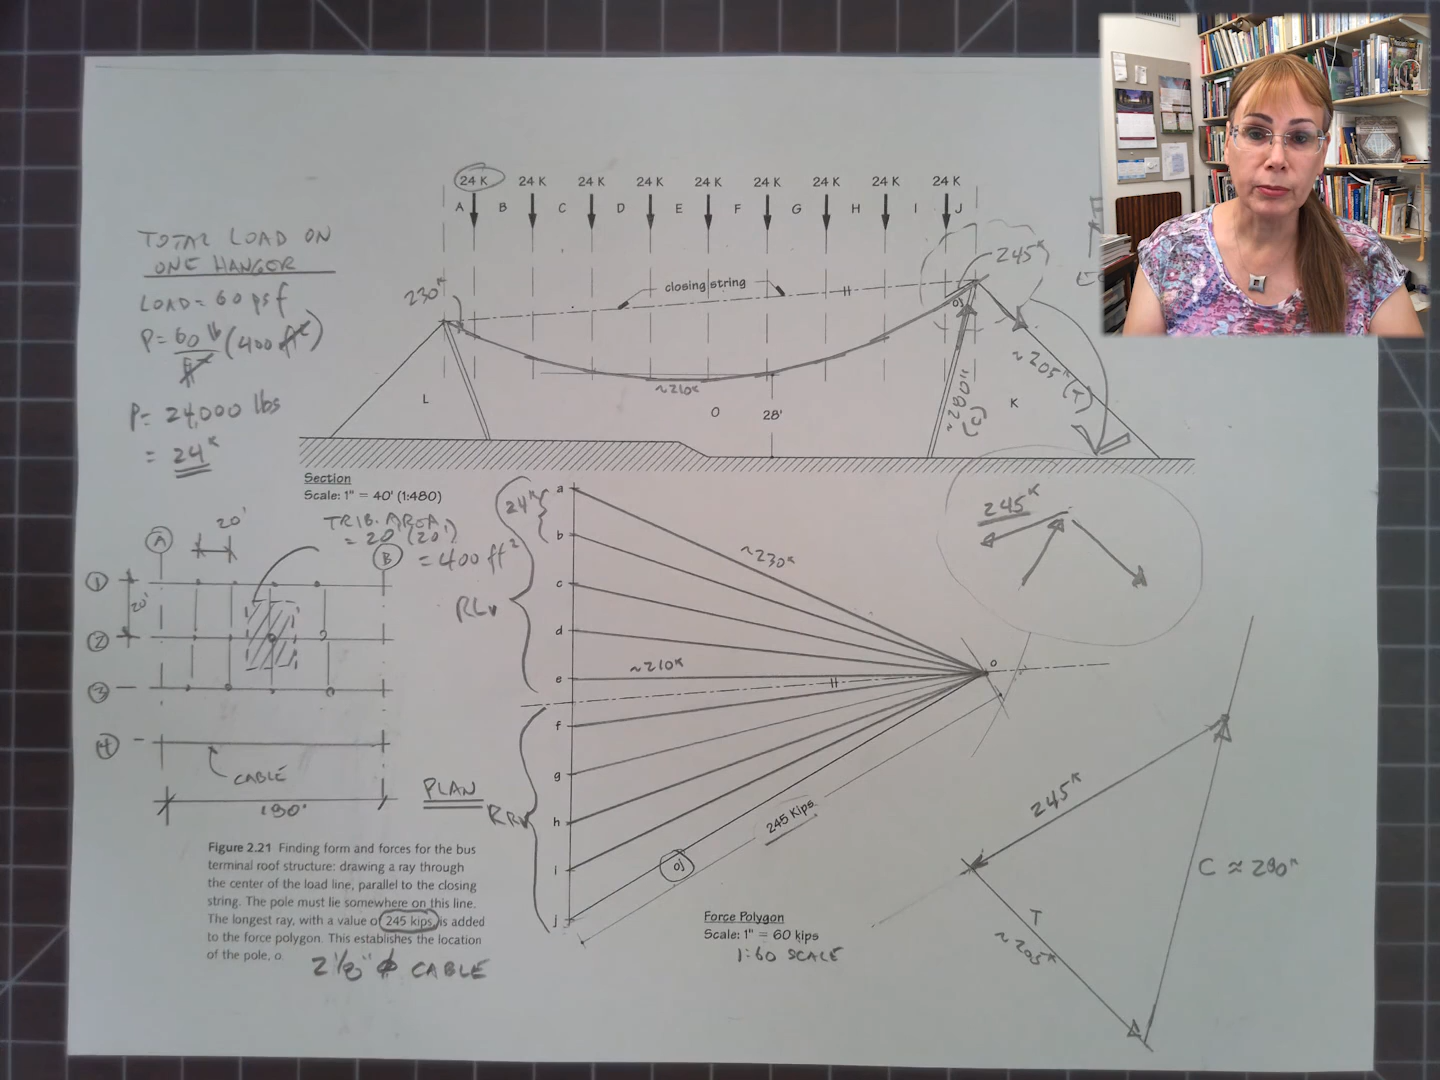 24 K 24 K 24 K 24 K 24 K 24 K 24 K 24 K 24 K
A B C D E F G H I J
TOTAL LOAD ON
ONE HANGER
LOAD = 60 psf
P = 60 lb (400 ft²)
ft²
P = 24,000 lbs
= 24ᴷ
230ᴷ
closing string
245ᴷ
oj
~210ᴷ
~205ᴷ (T)
~280ᴷ
(C)
L
O
28'
K
Section
Scale: 1" = 40' (1:480)
20'
TRIB. AREA
= 20'(20')
= 400 ft²
A
B
1
20'
2
3
4
CABLE
190'
PLAN
24ᴷ
RLv
RRv
a
b
c
d
e
f
g
h
i
j
o
~230ᴷ
~210ᴷ
245 Kips
oj
Force Polygon
Scale: 1" = 60 kips
1:60 SCALE
245ᴷ
245ᴷ
T
~205ᴷ
C ≈ 280ᴷ
Figure 2.21 Finding form and forces for the bus
terminal roof structure: drawing a ray through
the center of the load line, parallel to the closing
string. The pole must lie somewhere on this line.
The longest ray, with a value of 245 kips, is added
to the force polygon. This establishes the location
of the pole, o.
2 1/8" ϕ CABLE